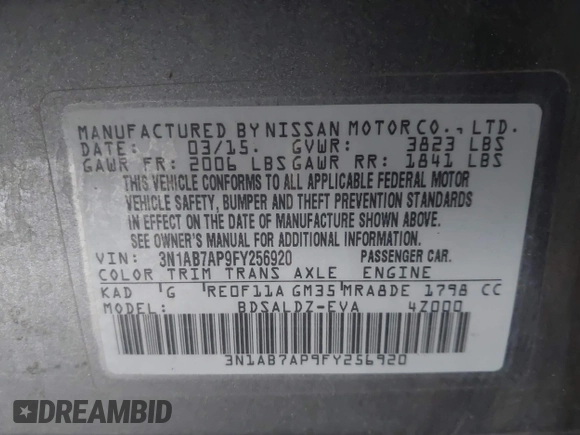 MANUFACTURED BY NISSAN MOTOR CO., LTD.
DATE: 03/15. GVWR: 3823 LBS
GAWR FR: 2006 LBS GAWR RR: 1841 LBS
THIS VEHICLE CONFORMS TO ALL APPLICABLE FEDERAL MOTOR
VEHICLE SAFETY, BUMPER AND THEFT PREVENTION STANDARDS
IN EFFECT ON THE DATE OF MANUFACTURE SHOWN ABOVE.
SEE OWNER'S MANUAL FOR ADDITIONAL INFORMATION.
VIN: 3N1AB7AP9FY256920 PASSENGER CAR.
COLOR TRIM TRANS AXLE ENGINE
KAD G RE0F11A GM35 MRA8DE 1798 CC
MODEL: BDSALDZ-EVA 4Z000
3N1AB7AP9FY256920
DREAMBID